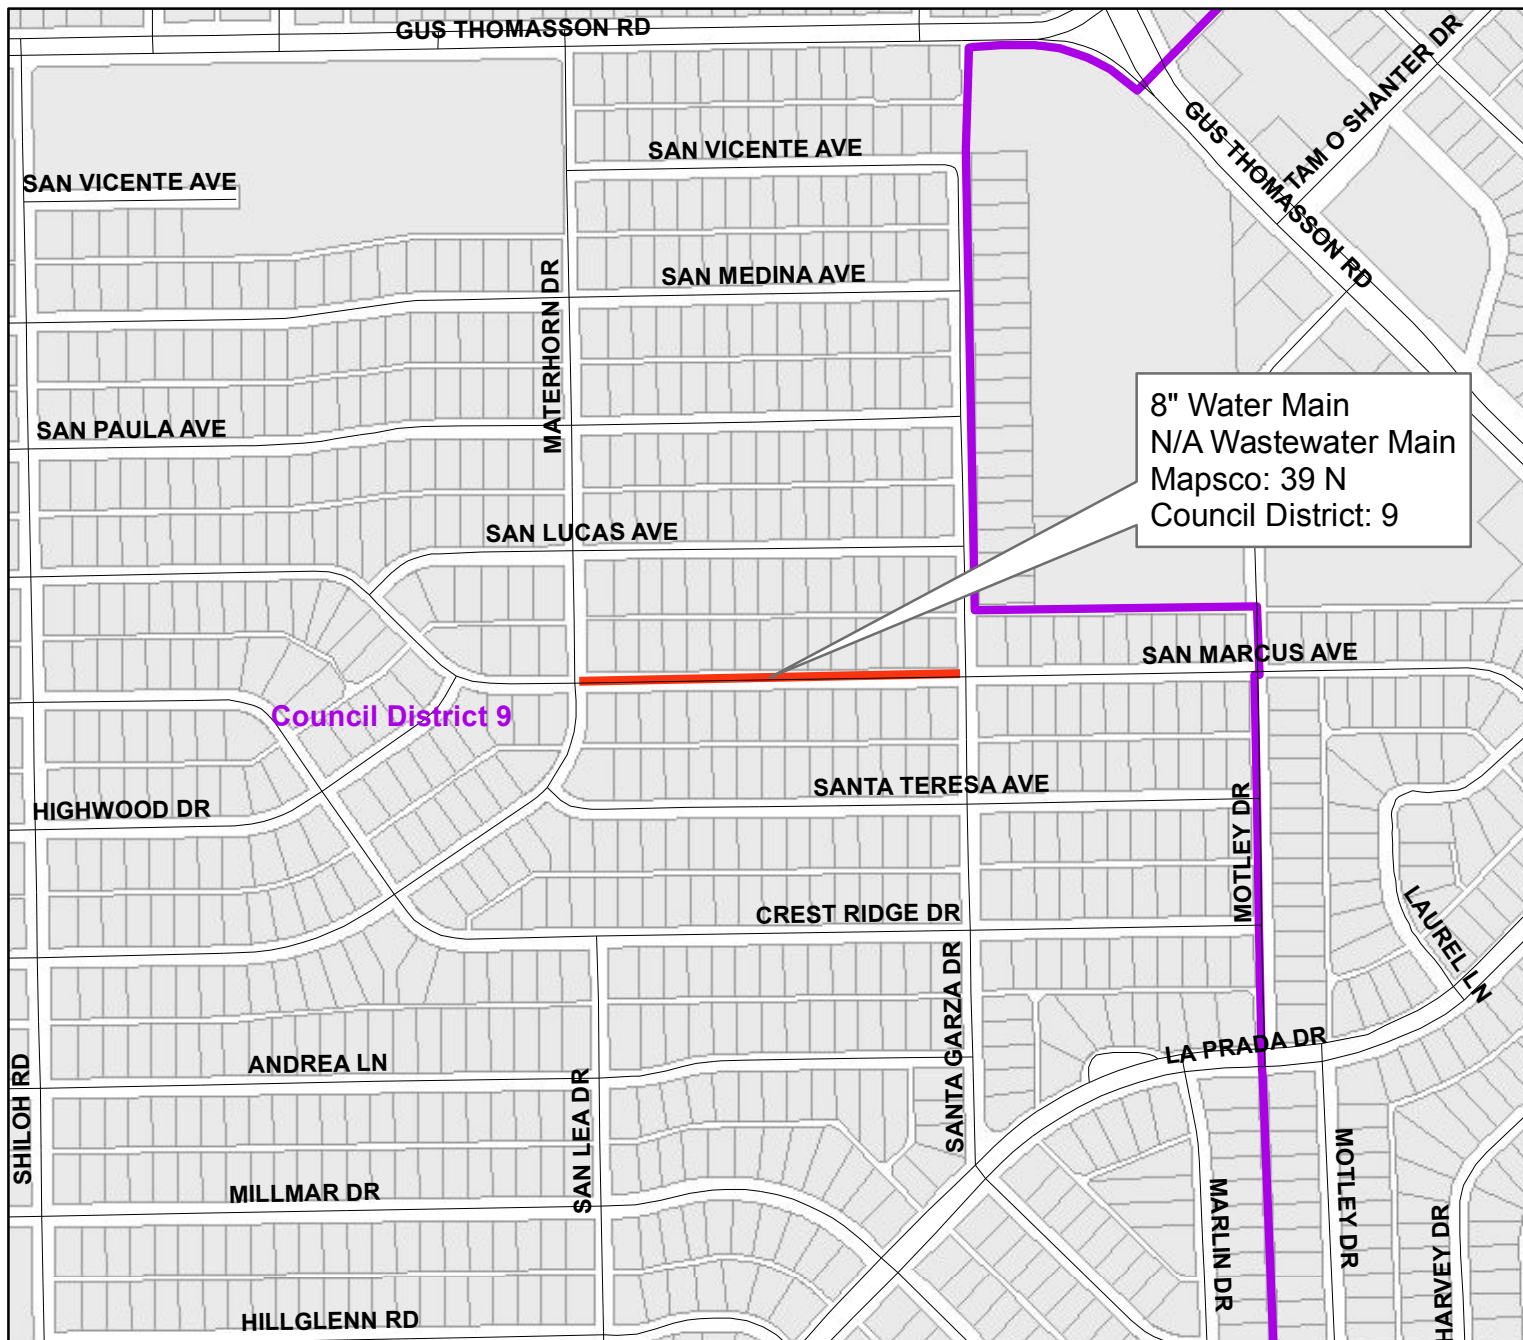 GUS THOMASSON RD
TAM O SHANTER DR
SAN VICENTE AVE
GUS THOMASSON RD
SAN VICENTE AVE
SAN MEDINA AVE
MATERHORN DR
SAN PAULA AVE
8" Water Main
N/A Wastewater Main
Mapsco: 39 N
Council District: 9
SAN LUCAS AVE
SAN MARCUS AVE
Council District 9
SANTA TERESA AVE
HIGHWOOD DR
MOTLEY DR
CREST RIDGE DR
LAUREL LN
SANTA GARZA DR
LA PRADA DR
ANDREA LN
SHILOH RD
SAN LEA DR
MILLMAR DR
MARLIN DR
MOTLEY DR
HARVEY DR
HILLGLENN RD